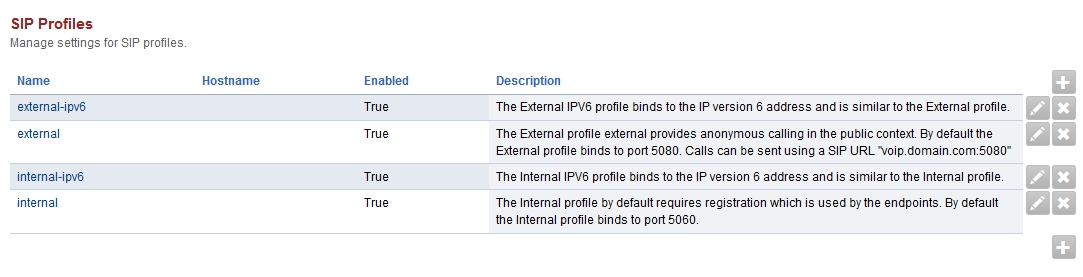 SIP Profiles
Manage settings for SIP profiles.
Name Hostname Enabled Description
external-ipv6 True The External IPV6 profile binds to the IP version 6 address and is similar to the External profile.
external True The External profile external provides anonymous calling in the public context. By default the
External profile binds to port 5080. Calls can be sent using a SIP URL "voip.domain.com:5080"
internal-ipv6 True The Internal IPV6 profile binds to the IP version 6 address and is similar to the Internal profile.
internal True The Internal profile by default requires registration which is used by the endpoints. By default
the Internal profile binds to port 5060.